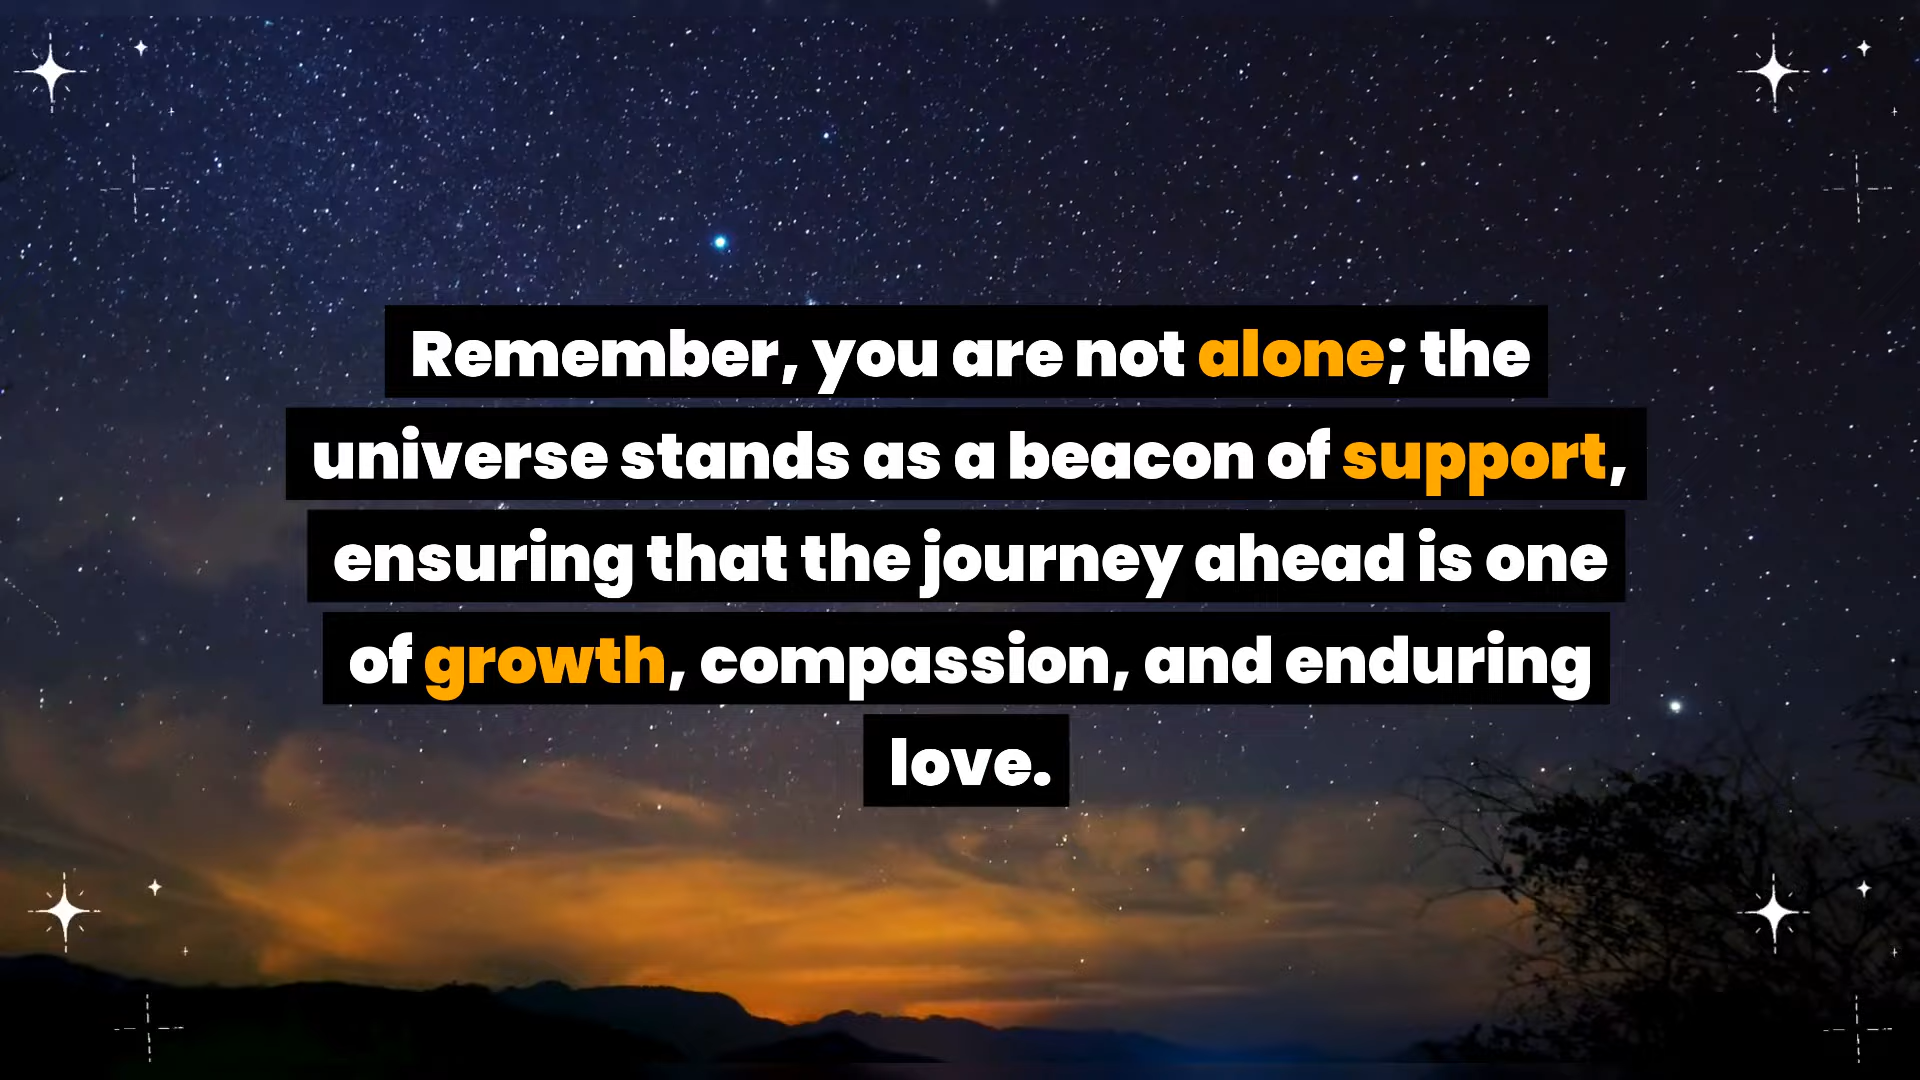 Remember, you are not alone; the
universe stands as a beacon of support,
ensuring that the journey ahead is one
of growth, compassion, and enduring
love.